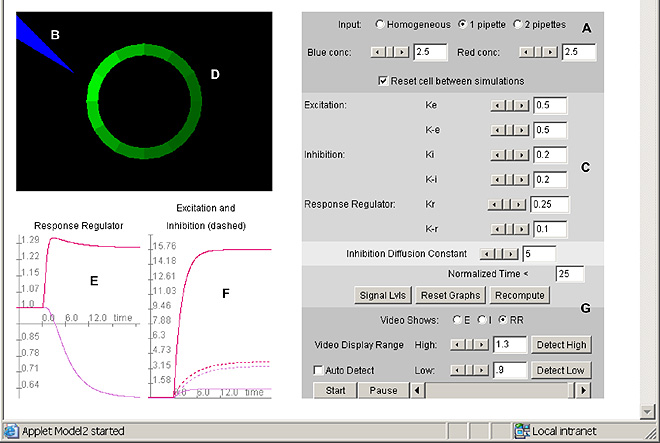 B
D
Input: Homogeneous 1 pipette 2 pipettes A
Blue conc: 2.5 Red conc: 2.5
Reset cell between simulations
Excitation: Ke 0.5
K-e 0.5
Inhibition: Ki 0.2
K-i 0.2
C
Response Regulator: Kr 0.25
K-r 0.1
Inhibition Diffusion Constant 5
Normalized Time < 25
Signal Lvls Reset Graphs Recompute
G
Video Shows: E I RR
Video Display Range High: 1.3 Detect High
Auto Detect Low: .9 Detect Low
Start Pause
Response Regulator
1.29
1.22
1.15
1.07
1.0
0.0 6.0 12.0 time
0.85
0.78
0.71
0.64
E
Excitation and
Inhibition (dashed)
15.76
14.18
12.61
11.03
9.46
7.88
6.31
4.73
3.15
1.58
0.0 6.0 12.0 time
F
Applet Model2 started
Local intranet